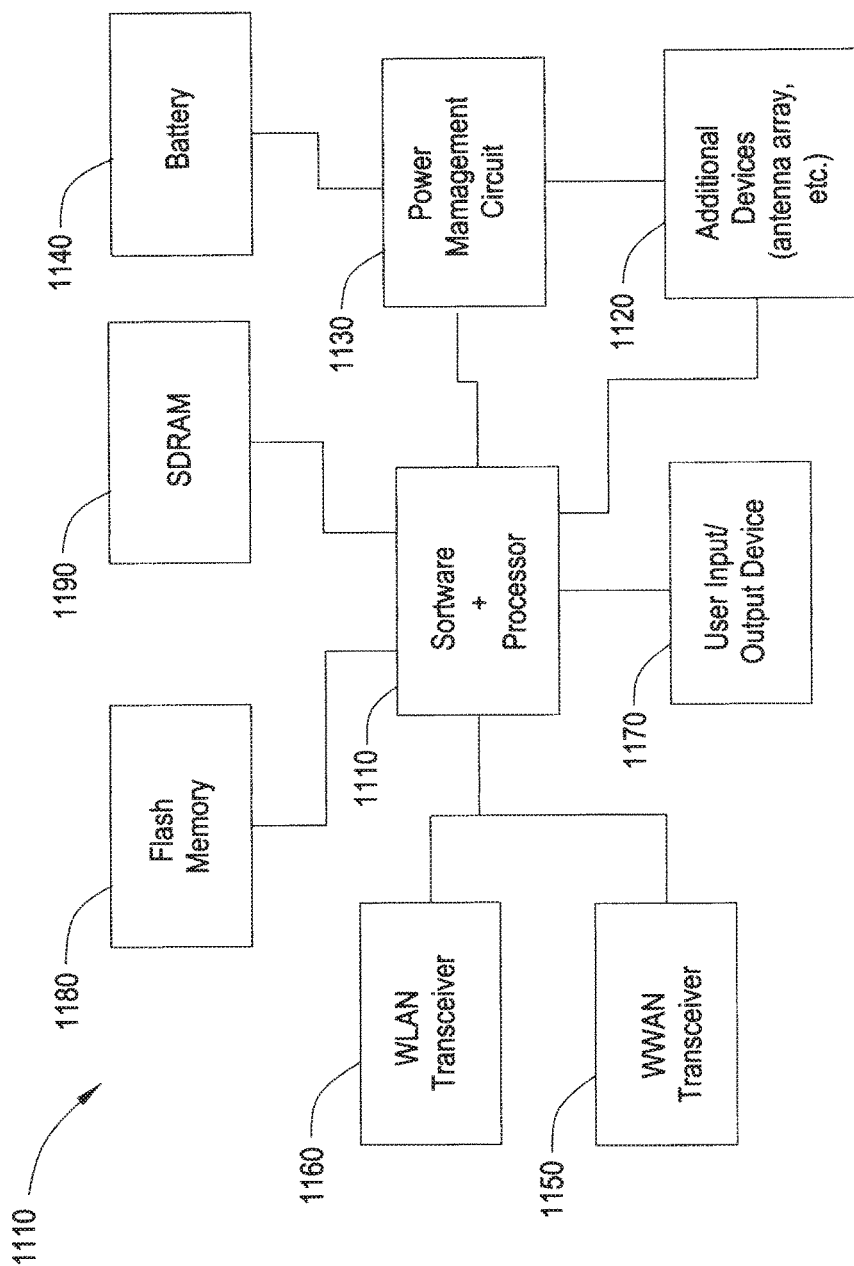 1110
1180
Flash
Memory
1190
SDRAM
1140
Battery
1160
WLAN
Transceiver
1110
Sortware
+
Processor
1130
Power
Mamagement
Circuit
1150
WWAN
Transceiver
1170
User Input/
Output Device
1120
Additional
Devices
(antenna array,
etc.)